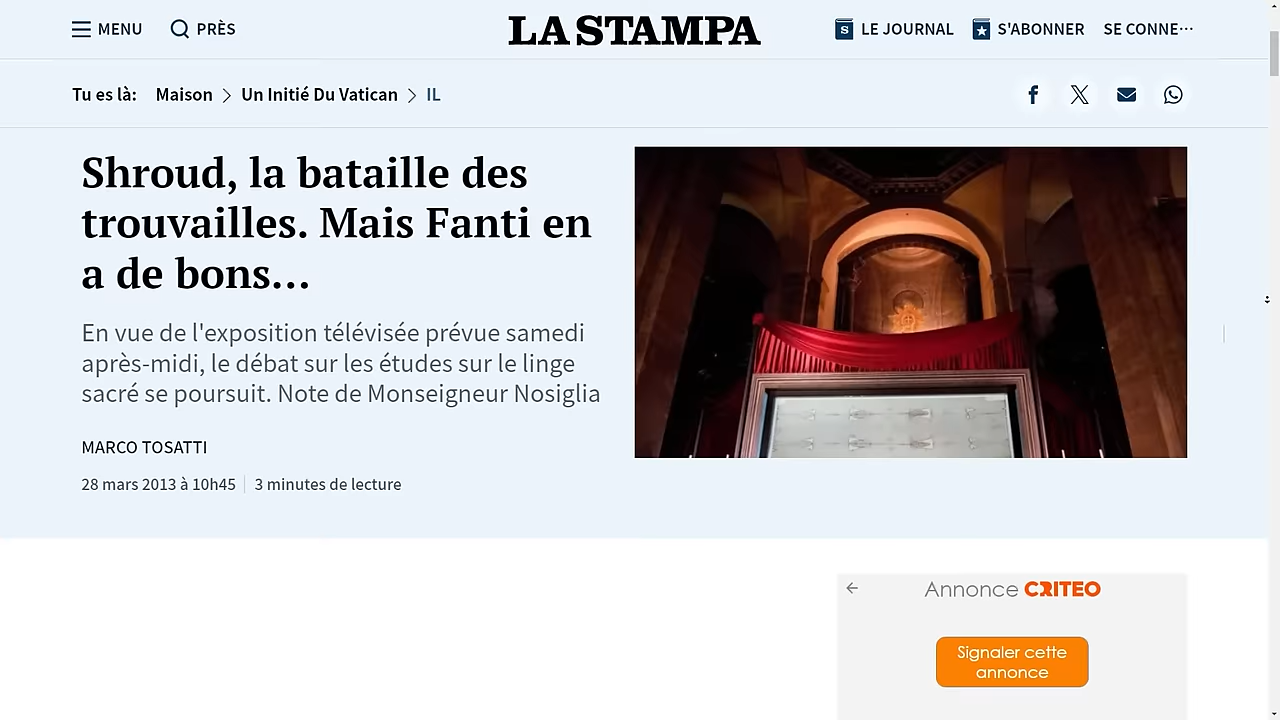 MENU
PRÈS
LA STAMPA
LE JOURNAL
S'ABONNER
SE CONNE···
Tu es là:
Maison
Un Initié Du Vatican
IL
Shroud, la bataille des
trouvailles. Mais Fanti en
a de bons...
En vue de l'exposition télévisée prévue samedi
après-midi, le débat sur les études sur le linge
sacré se poursuit. Note de Monseigneur Nosiglia
MARCO TOSATTI
28 mars 2013 à 10h45
3 minutes de lecture
Annonce CRITEO
Signaler cette
annonce